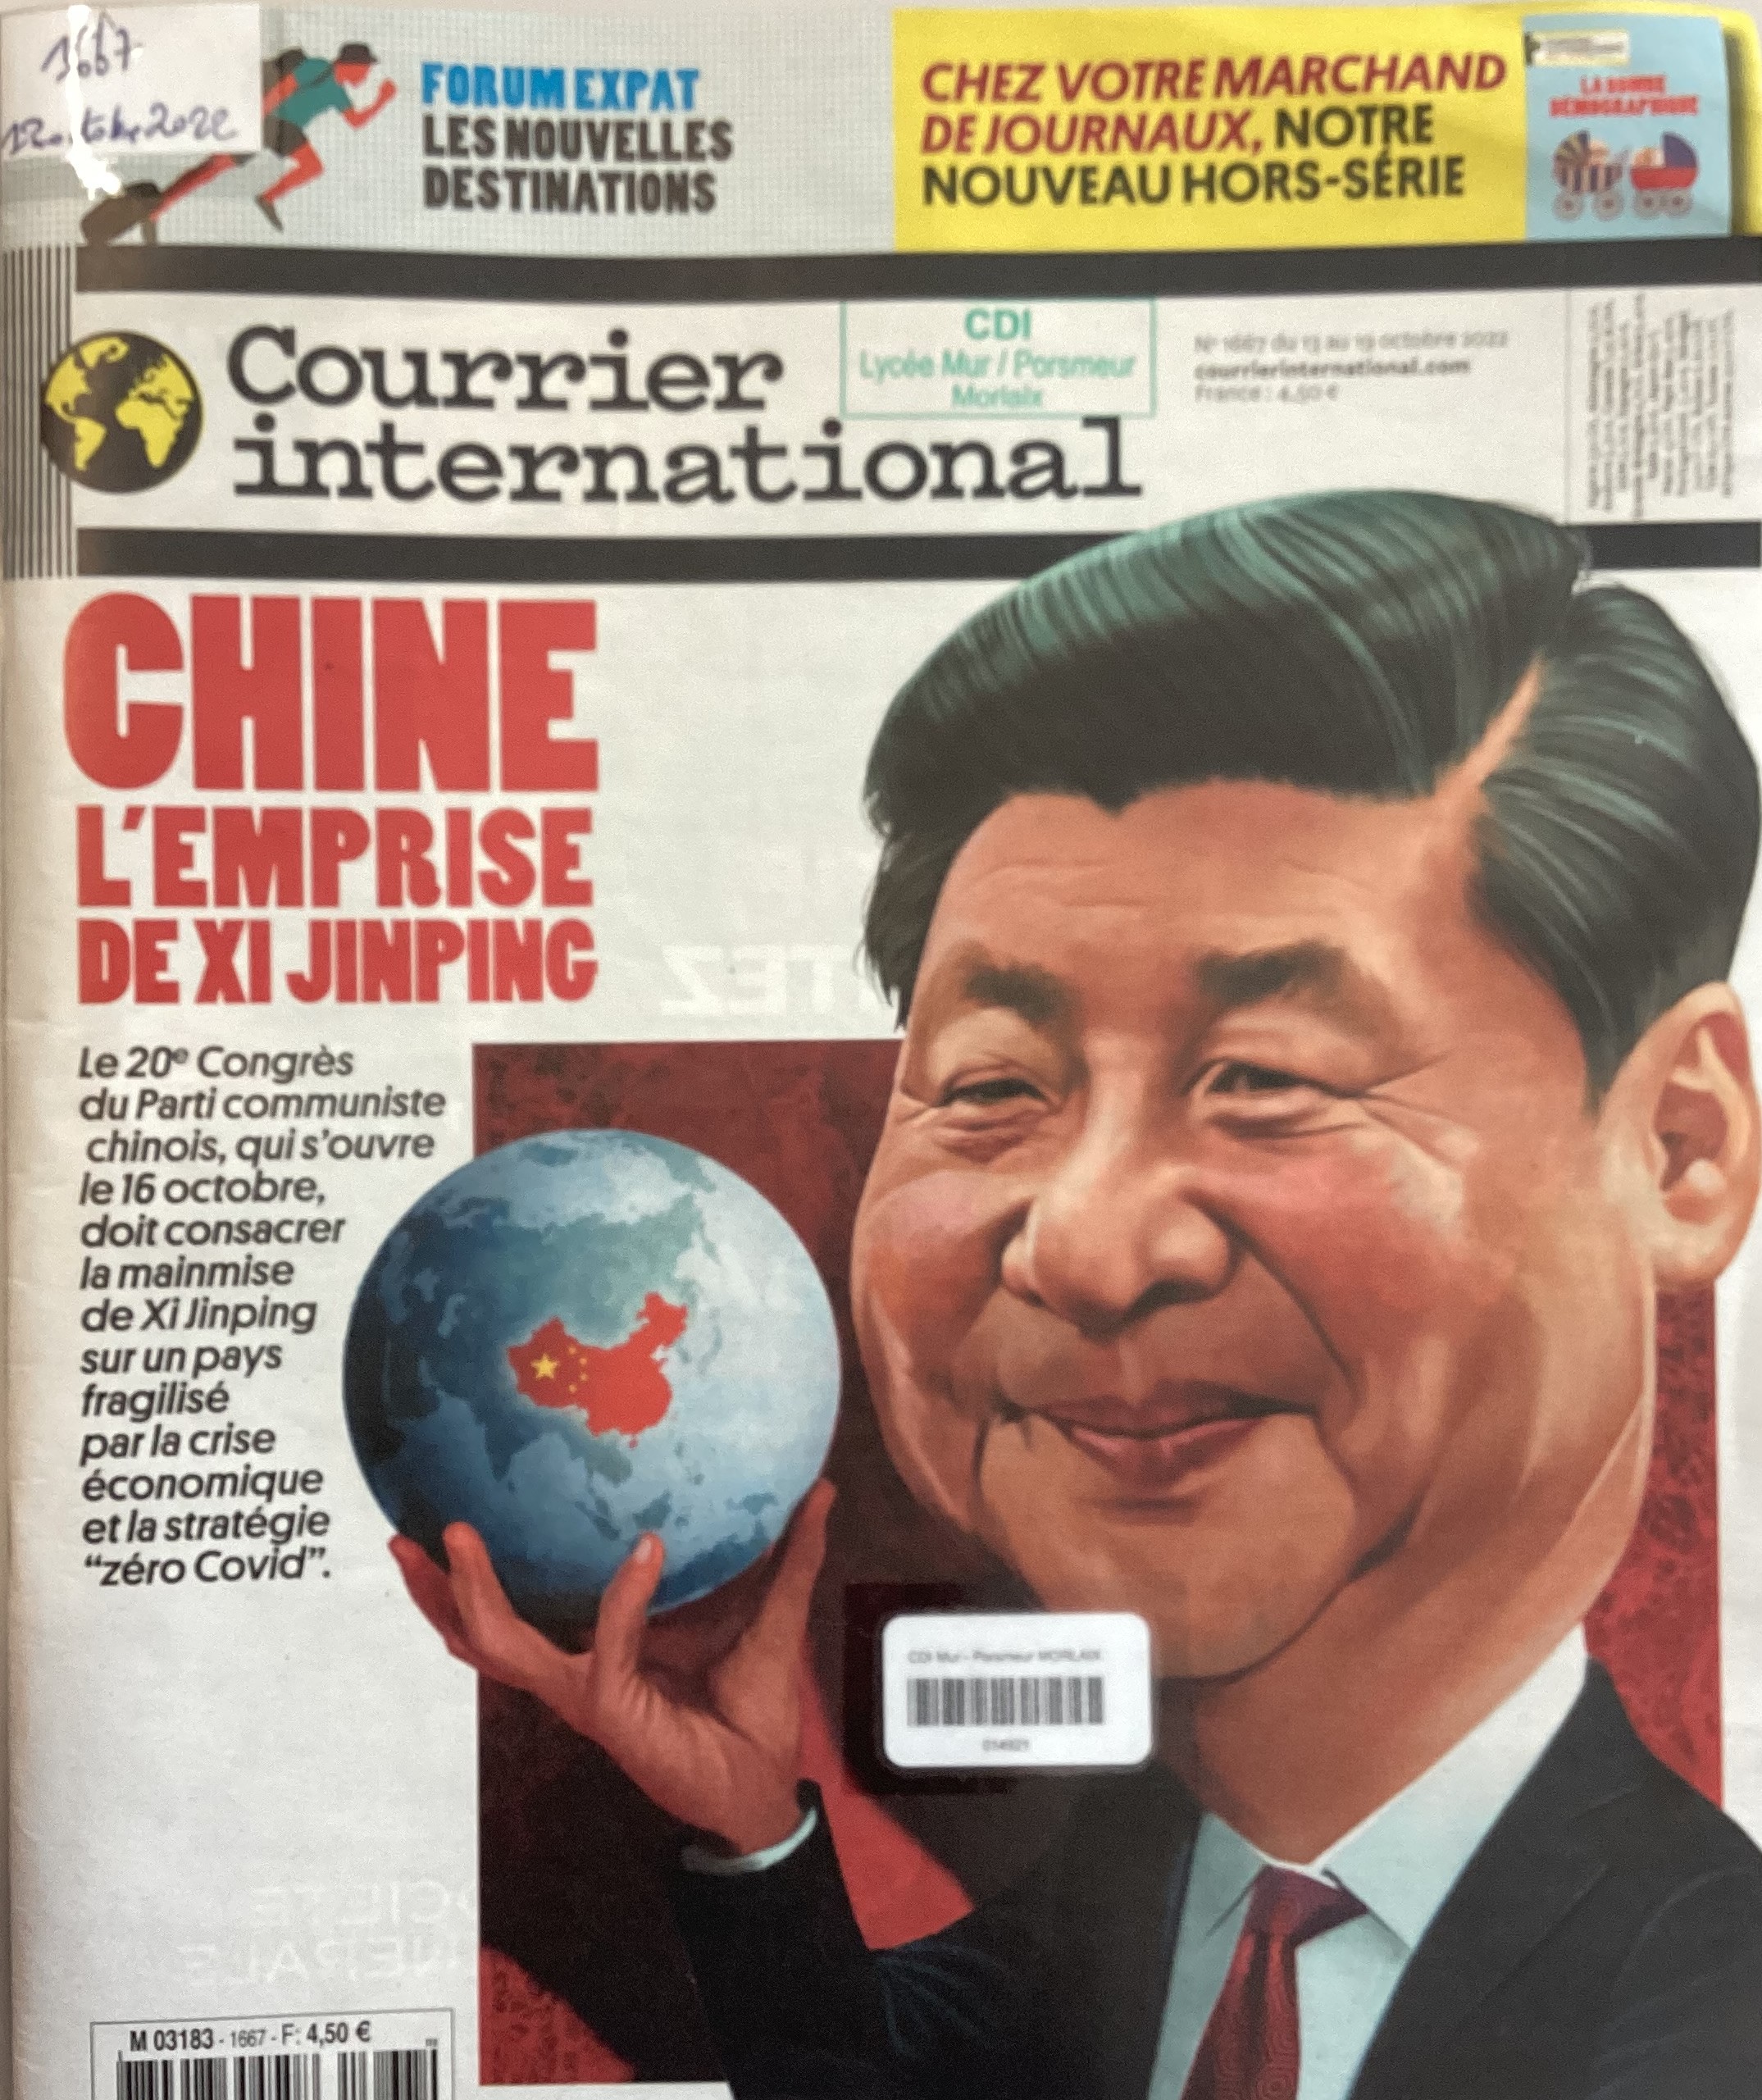 1667
12 octobre 2022
FORUM EXPAT
LES NOUVELLES
DESTINATIONS
CHEZ VOTRE MARCHAND
DE JOURNAUX, NOTRE
NOUVEAU HORS-SÉRIE
LA BOMBE
DÉMOGRAPHIQUE
Courrier
international
CDI
Lycée Mur / Porsmeur
Morlaix
N° 1667 du 13 au 19 octobre 2022
courrierinternational.com
France : 4,50 €
CHINE
L'EMPRISE
DE XI JINPING
Le 20e Congrès
du Parti communiste
chinois, qui s'ouvre
le 16 octobre,
doit consacrer
la mainmise
de Xi Jinping
sur un pays
fragilisé
par la crise
économique
et la stratégie
“zéro Covid”.
CDI Mur - Porsmeur MORLAIX
014921
M 03183 - 1667 - F: 4,50 €